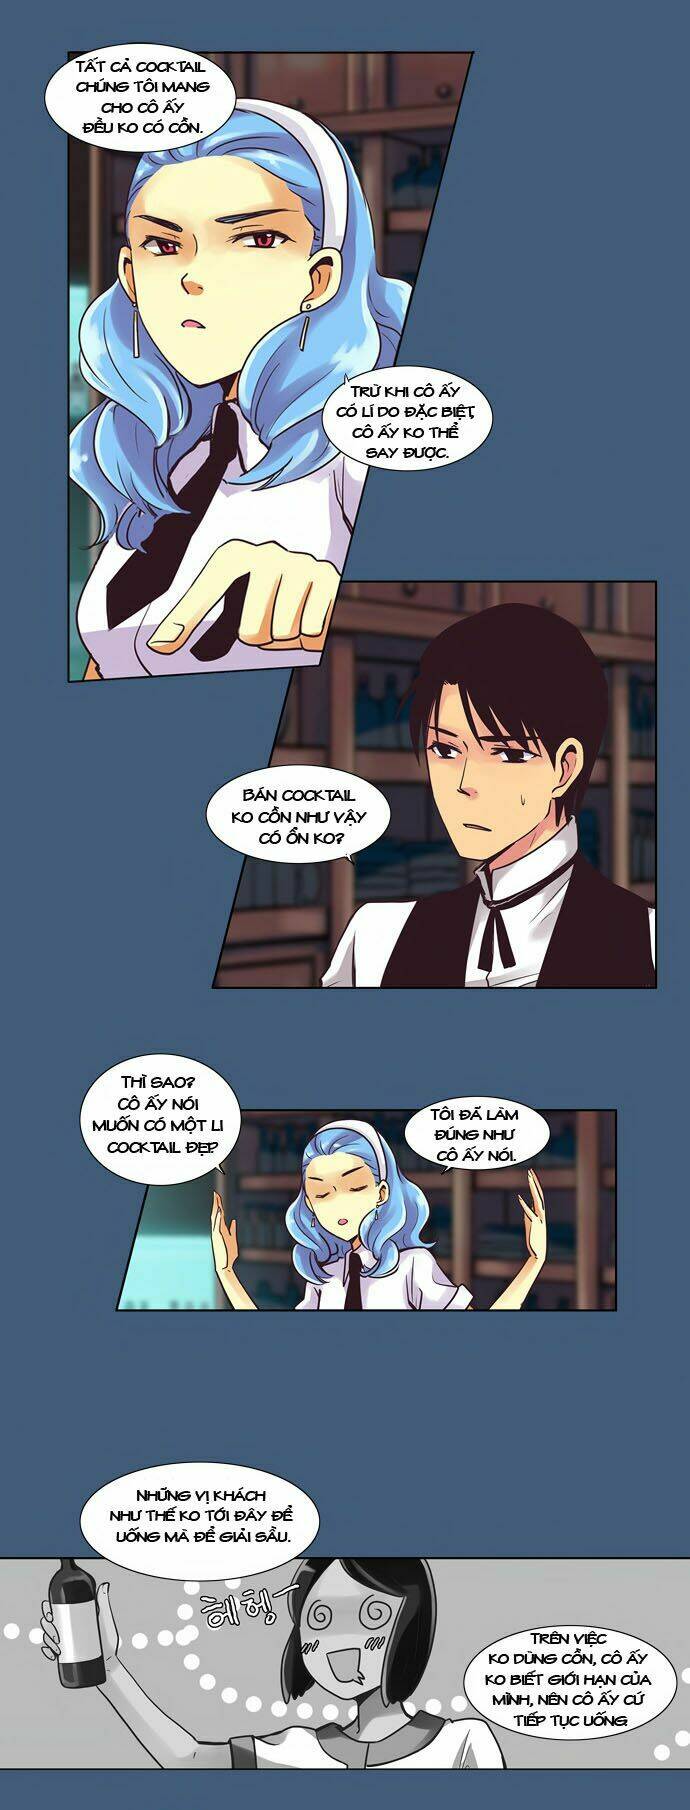 TẤT CẢ COCKTAIL
CHÚNG TÔI MANG
CHO CÔ ẤY
ĐỀU KO CÓ CỒN.
TRỪ KHI CÔ ẤY
CÓ LÍ DO ĐẶC BIỆT,
CÔ ẤY KO THỂ
SAY ĐƯỢC.
BÁN COCKTAIL
KO CỒN NHƯ VẬY
CÓ ỔN KO?
THÌ SAO?
CÔ ẤY NÓI
MUỐN CÓ MỘT LI
COCKTAIL ĐẸP.
TÔI ĐÃ LÀM
ĐÚNG NHƯ
CÔ ẤY NÓI.
NHỮNG VỊ KHÁCH
NHƯ THẾ KO TỚI ĐÂY ĐỂ
UỐNG MÀ ĐỂ GIẢI SẦU.
헤헹~
TRÊN VIỆC
KO DÙNG CỒN, CÔ ẤY
KO BIẾT GIỚI HẠN CỦA
MÌNH, NÊN CÔ ẤY CỨ
TIẾP TỤC UỐNG.